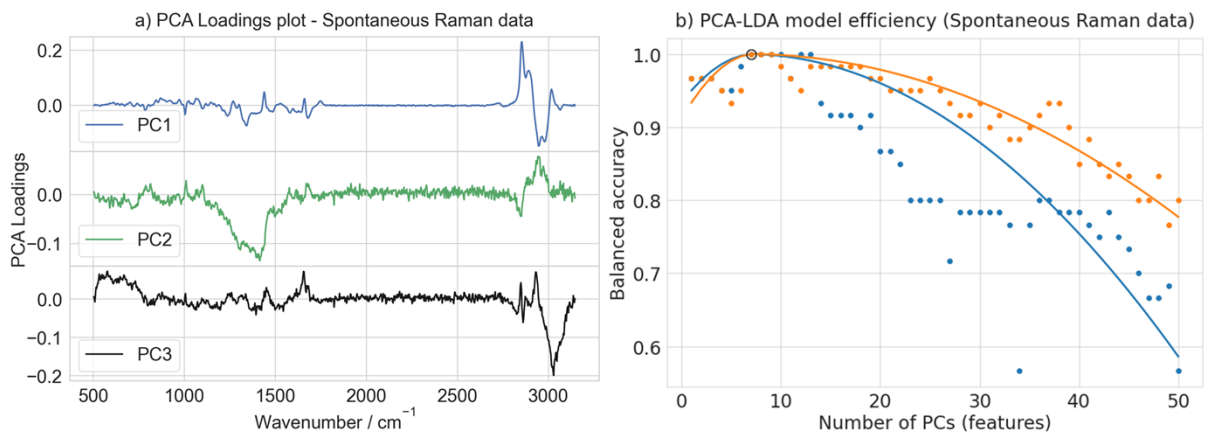 a) PCA Loadings plot - Spontaneous Raman data
0.2
0.0
PC1
0.0
−0.1
PC2
0.0
−0.1
−0.2
PC3
PCA Loadings
500 1000 1500 2000 2500 3000
Wavenumber / cm⁻¹
b) PCA-LDA model efficiency (Spontaneous Raman data)
1.0
0.9
0.8
0.7
0.6
Balanced accuracy
0 10 20 30 40 50
Number of PCs (features)